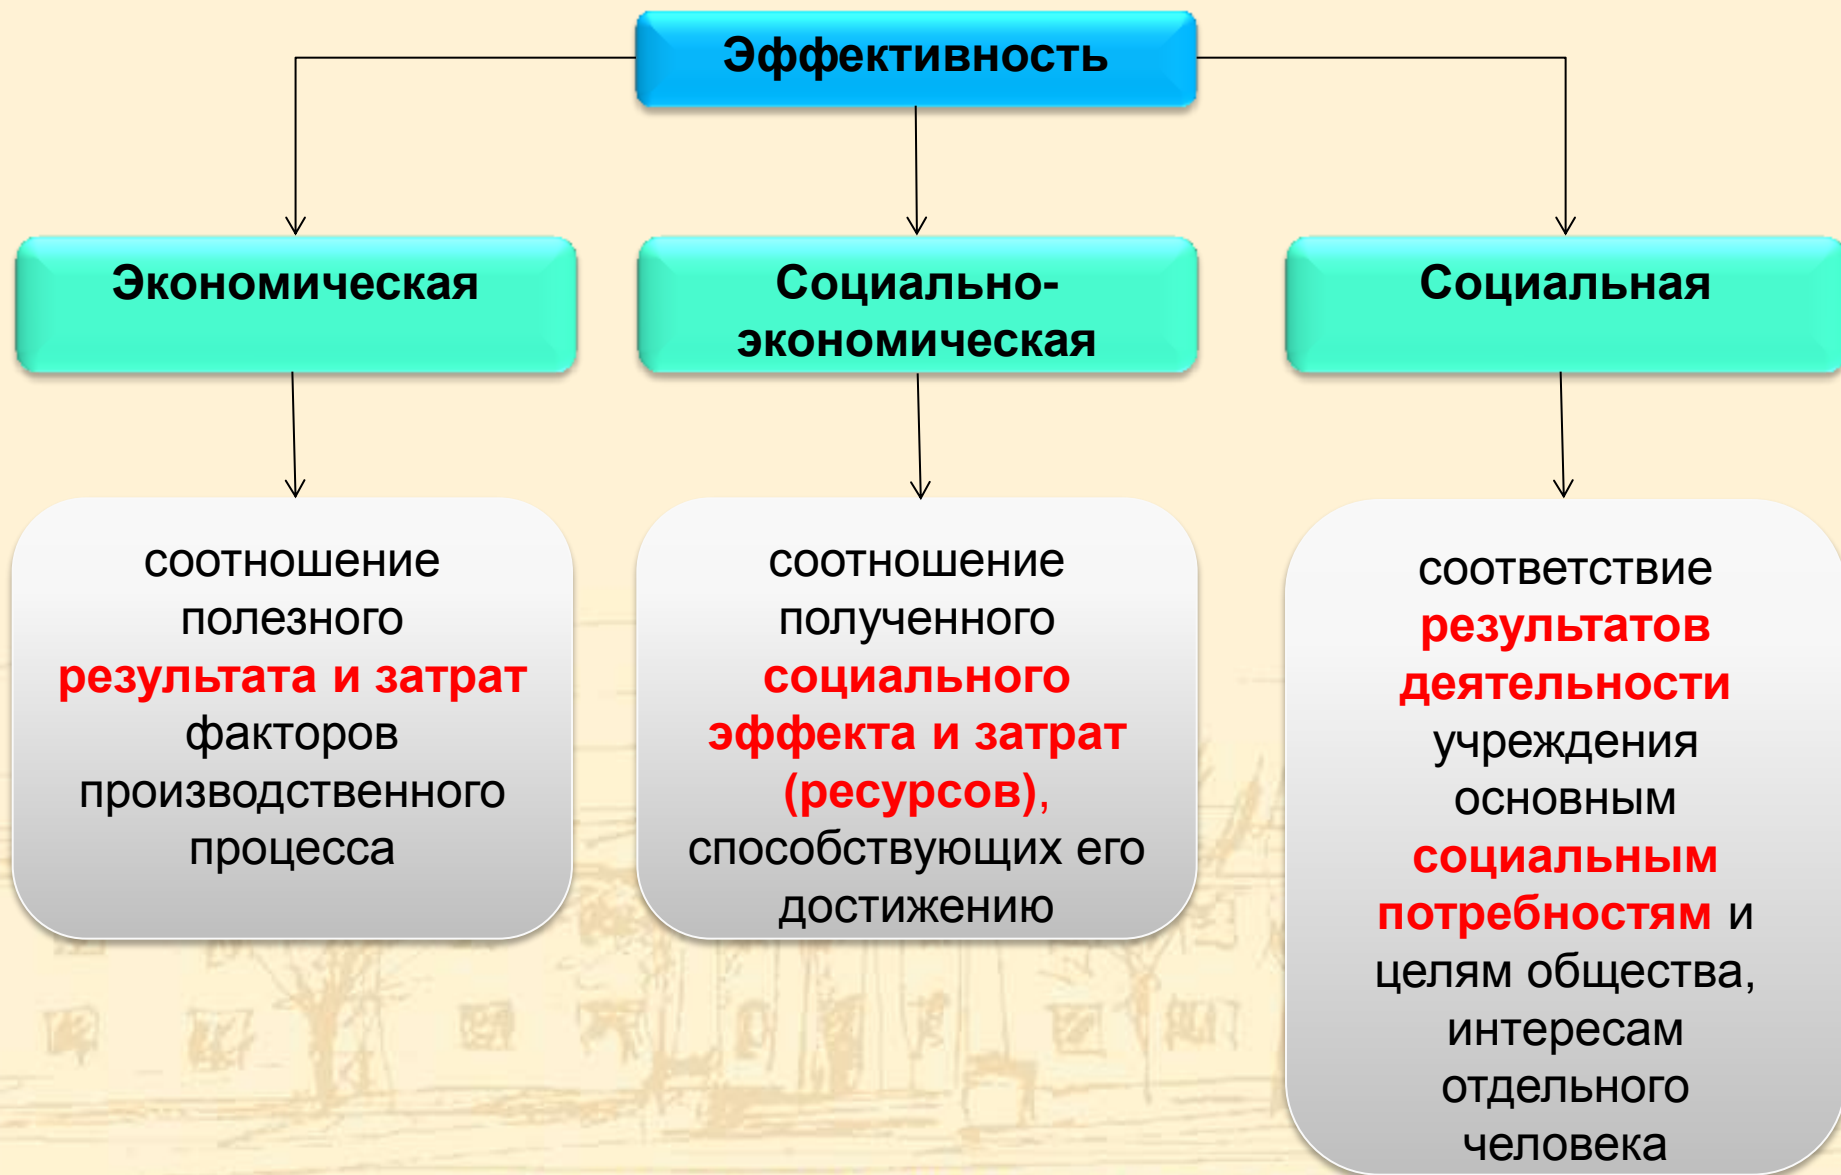 Эффективность
Экономическая
Социально-
экономическая
Социальная
соотношение
полезного
результата и затрат
факторов
производственного
процесса
соотношение
полученного
социального
эффекта и затрат
(ресурсов),
способствующих его
достижению
соответствие
результатов
деятельности
учреждения
основным
социальным
потребностям и
целям общества,
интересам
отдельного
человека